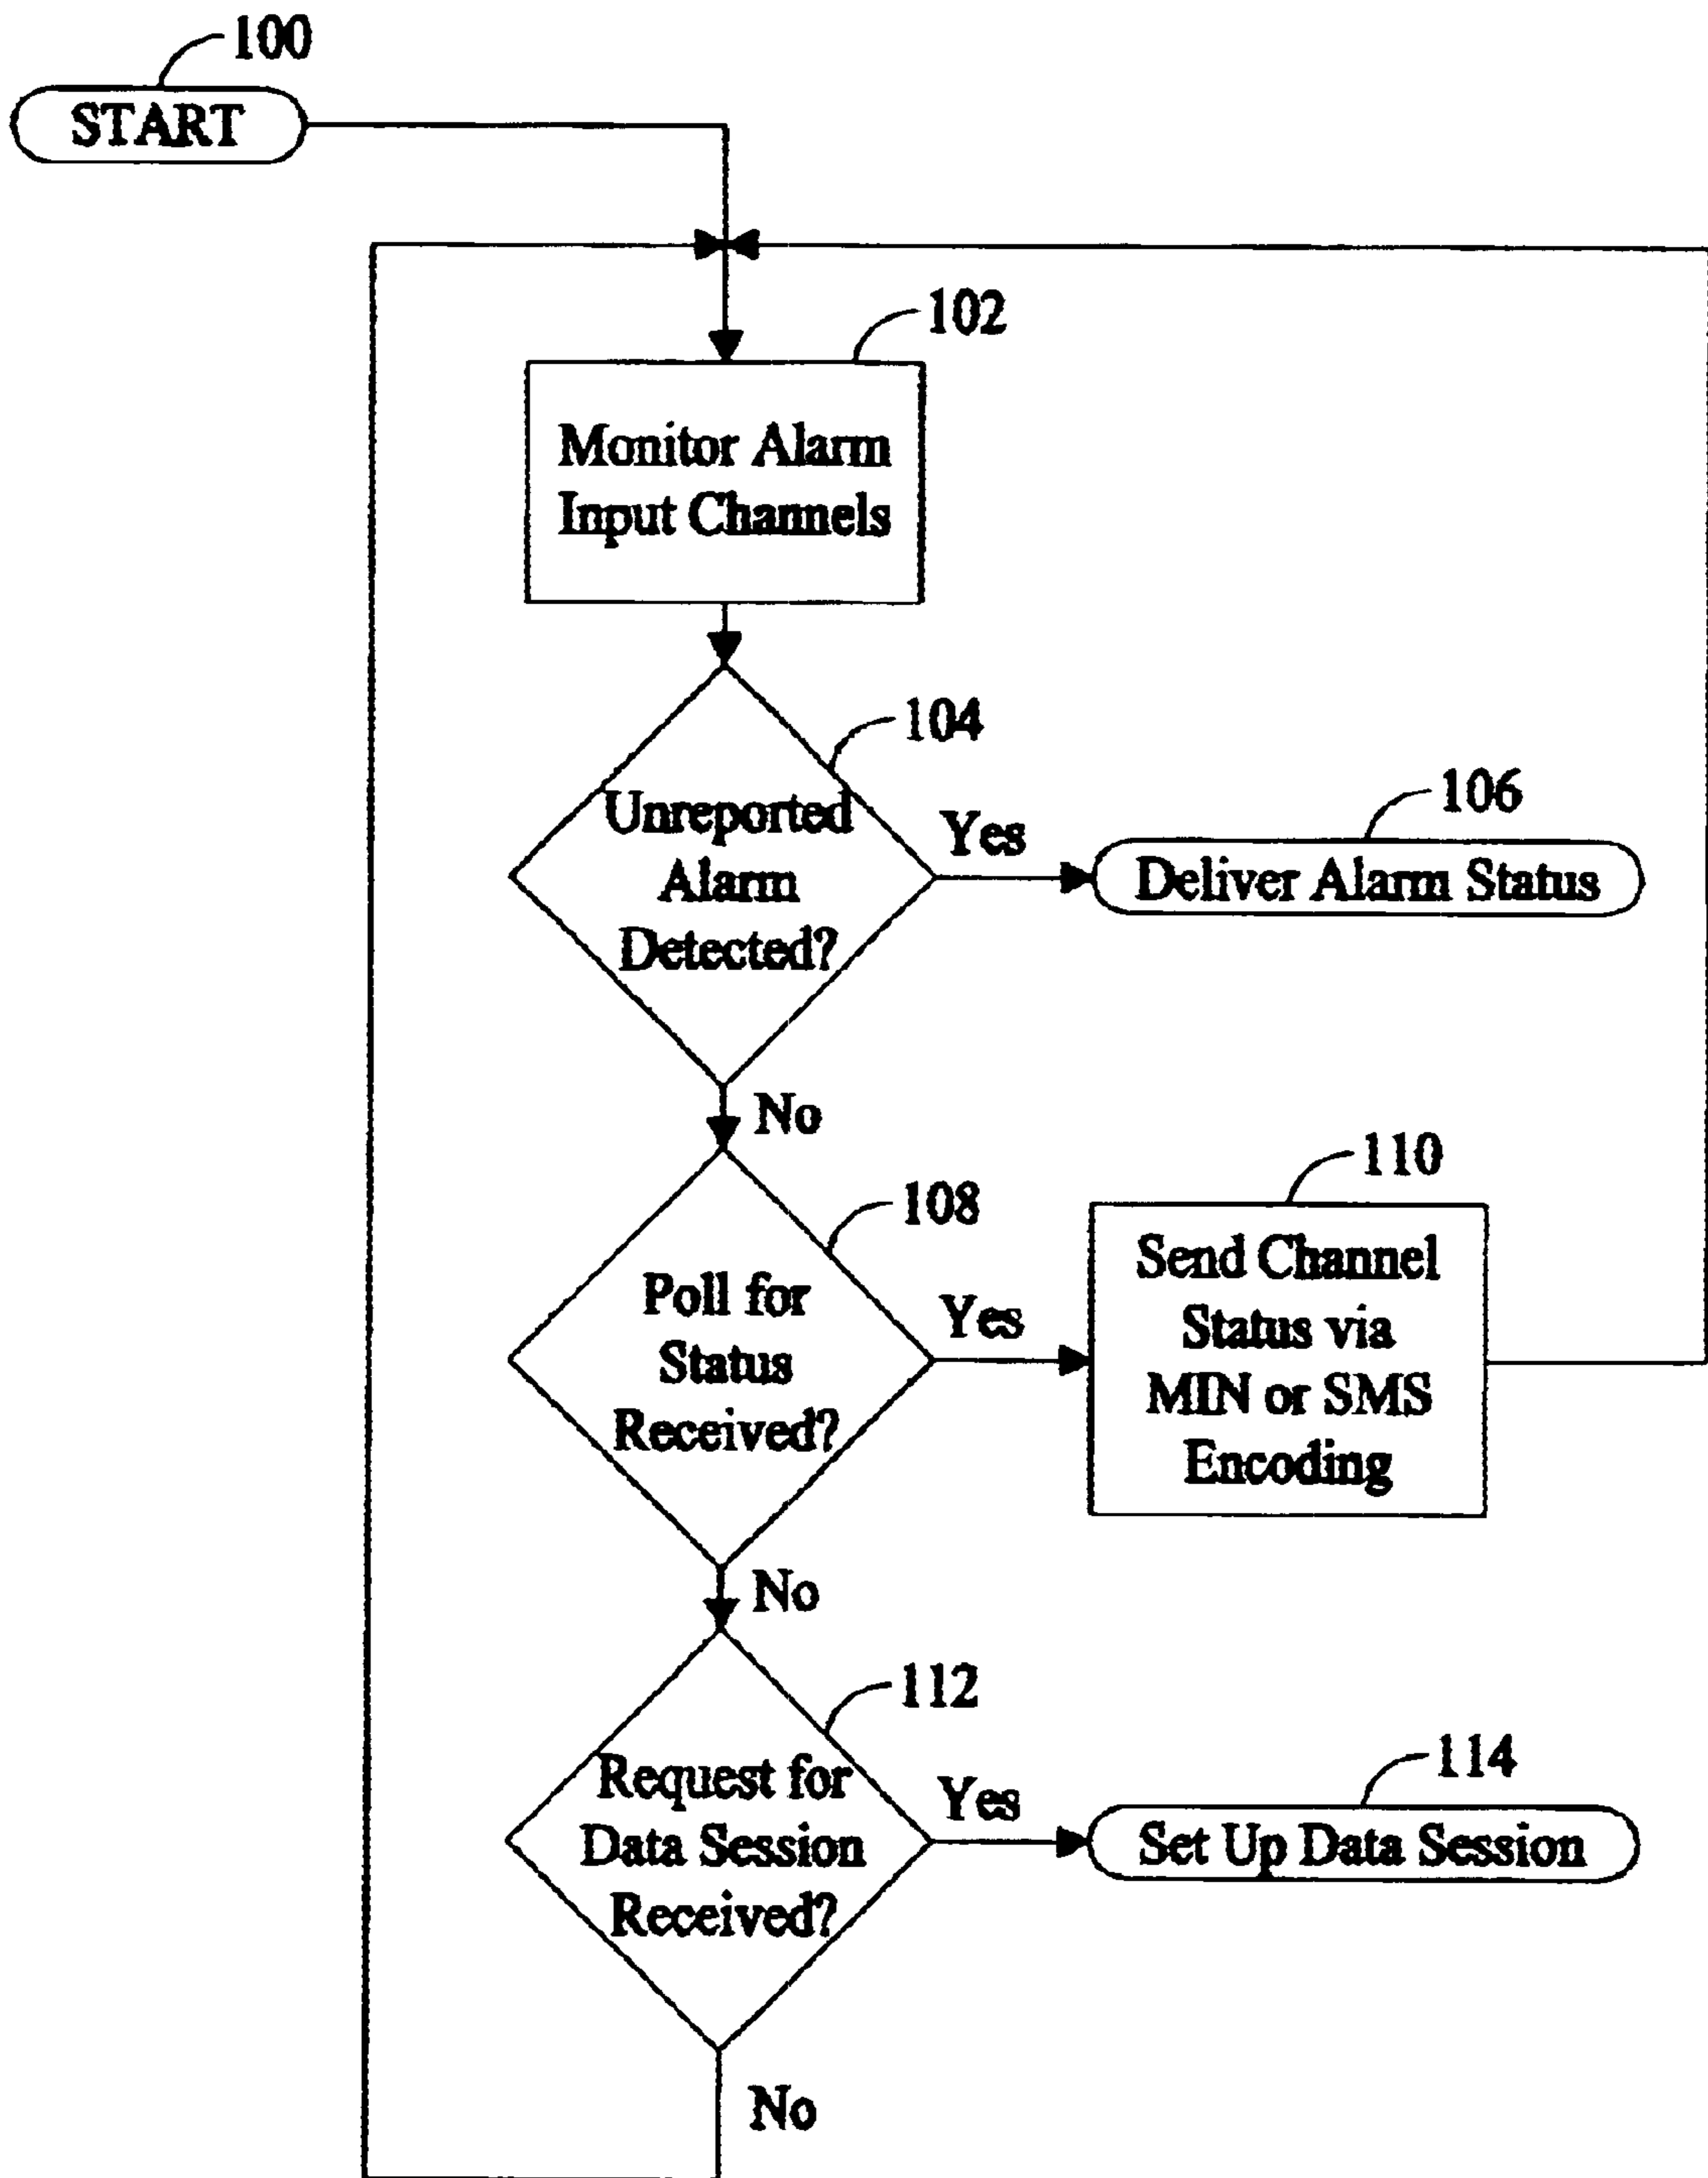 100
START
102
Monitor Alarm
Input Channels
104
Unreported
Alarm
Detected?
Yes
106
Deliver Alarm Status
No
108
Poll for
Status
Received?
Yes
110
Send Channel
Status via
MIN or SMS
Encoding
No
112
Request for
Data Session
Received?
Yes
114
Set Up Data Session
No